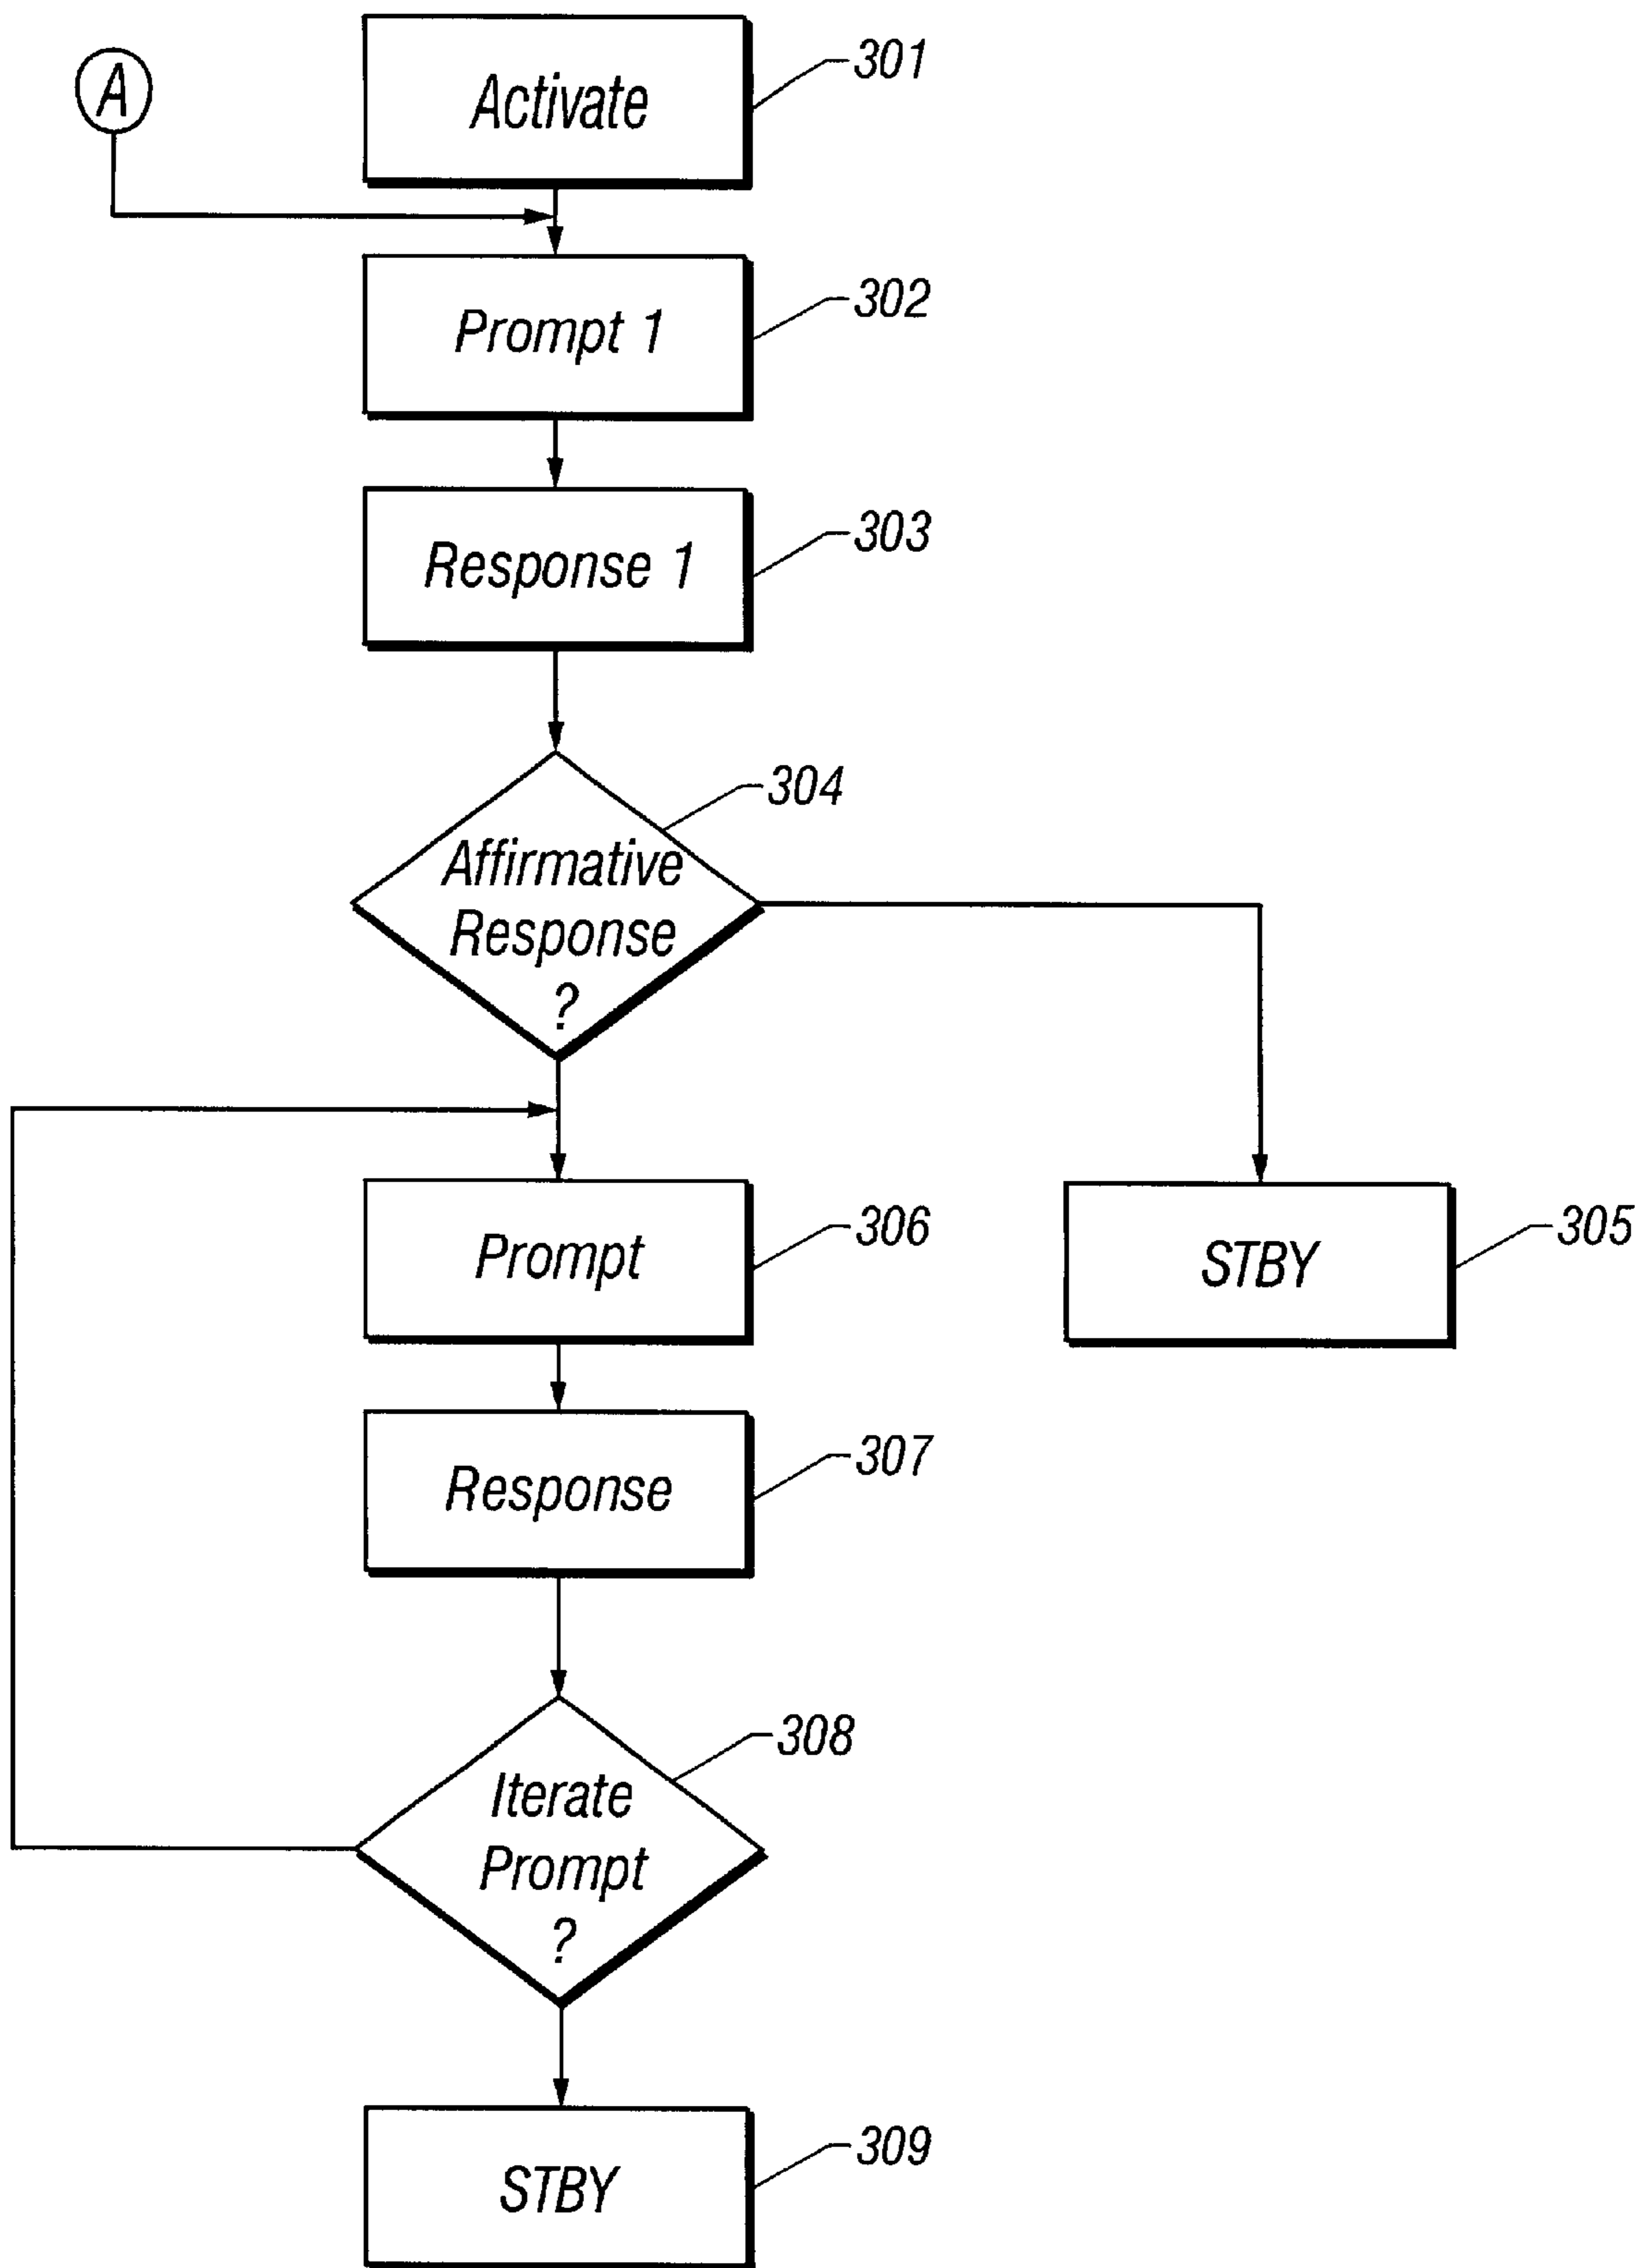 A
Activate
301
Prompt 1
302
Response 1
303
304
Affirmative
Response
?
Prompt
306
STBY
305
Response
307
308
Iterate
Prompt
?
STBY
309